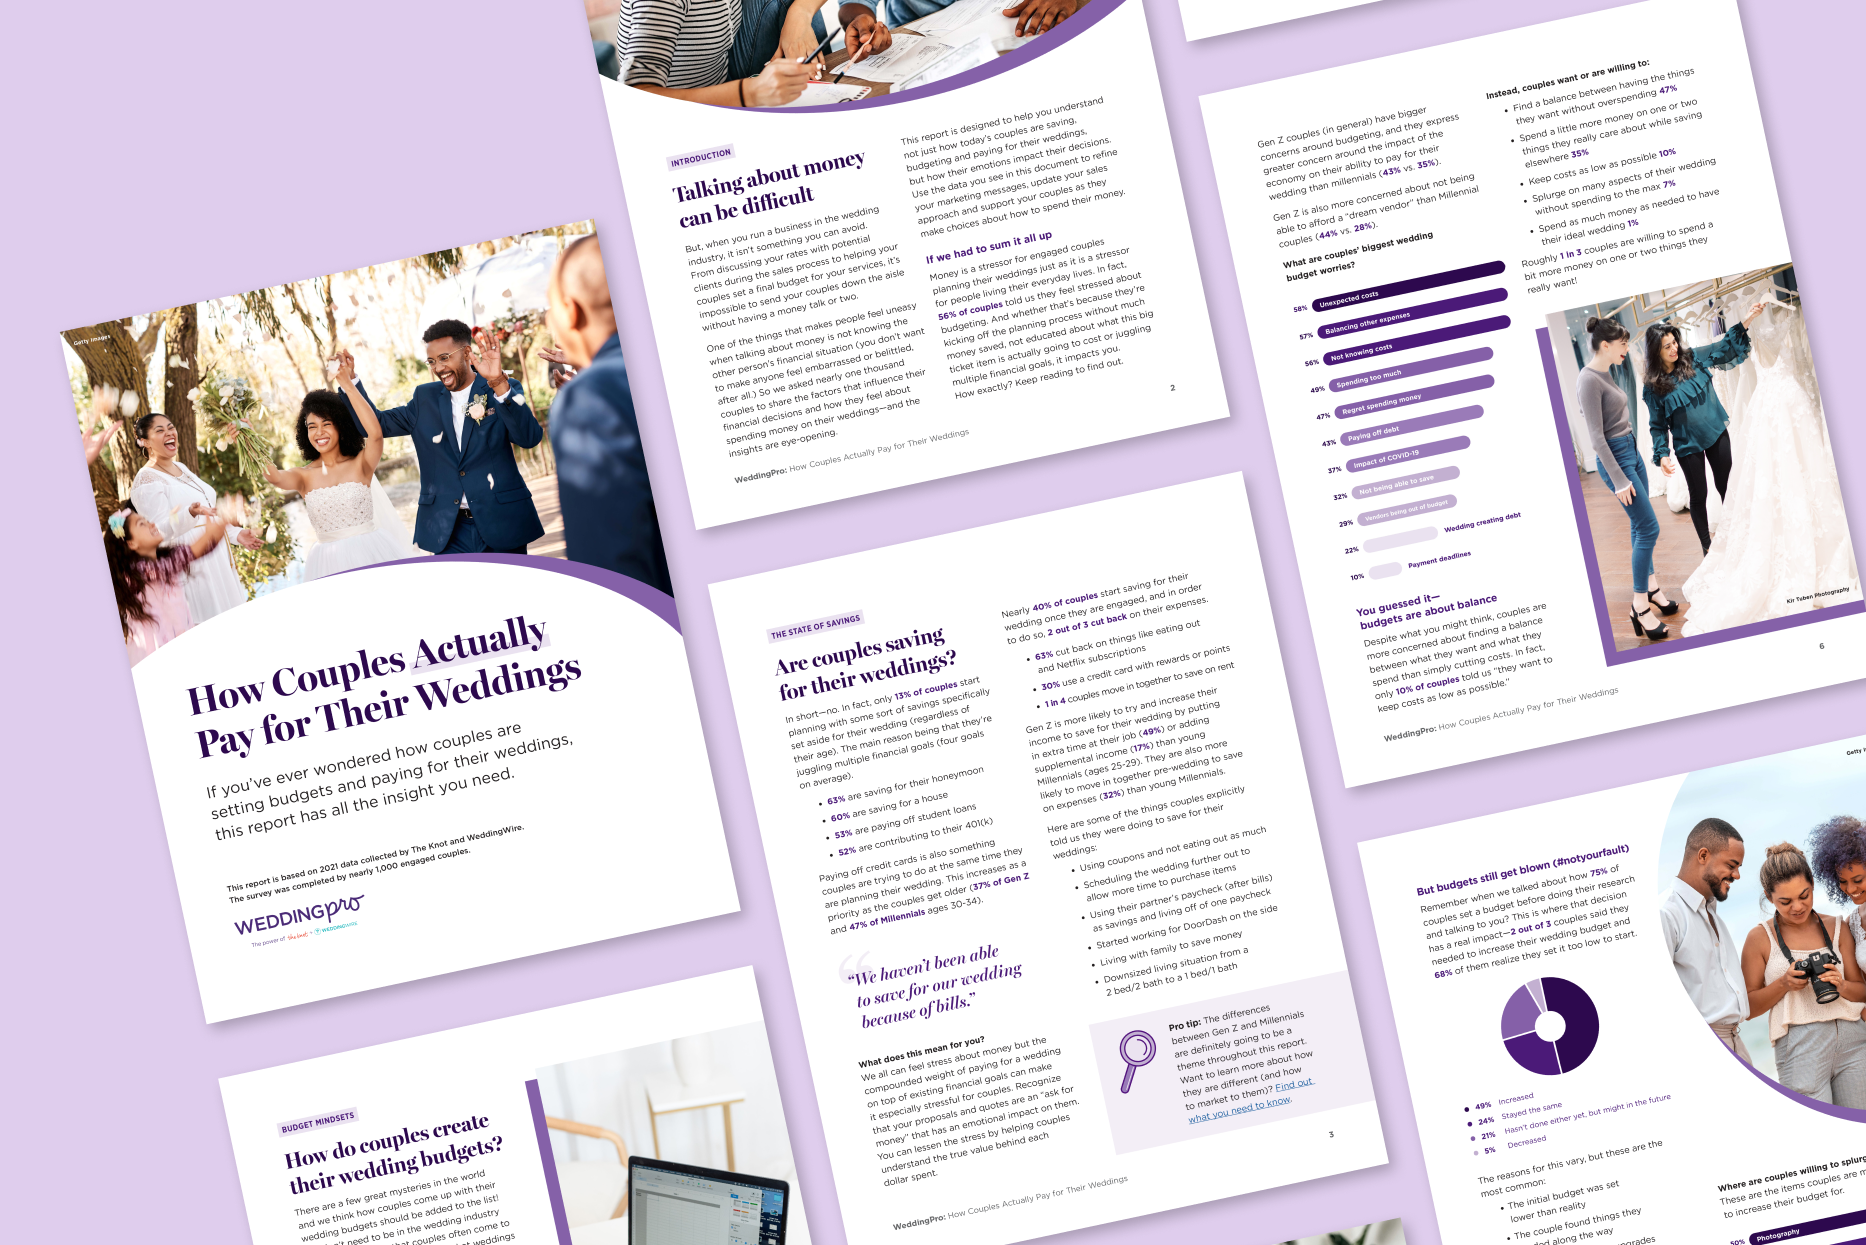 Getty Images
How Couples Actually
Pay for Their Weddings
If you've ever wondered how couples are
setting budgets and paying for their weddings,
this report has all the insight you need.
This report is based on 2021 data collected by The Knot and WeddingWire.
The survey was completed by nearly 1,000 engaged couples.
WEDDINGpro
The power of the knot + WEDDINGWIRE
INTRODUCTION
Talking about money
can be difficult
But, when you run a business in the wedding
industry, it isn't something you can avoid.
From discussing your rates with potential
clients during the sales process to helping your
couples set a final budget for your services, it's
impossible to send your couples down the aisle
without having a money talk or two.
One of the things that makes people feel uneasy
when talking about money is not knowing the
other person's financial situation (you don't want
to make anyone feel embarrassed or belittled,
after all.) So we asked nearly one thousand
couples to share the factors that influence their
financial decisions and how they feel about
spending money on their weddings—and the
insights are eye-opening.
This report is designed to help you understand
not just how today's couples are saving,
budgeting and paying for their weddings,
but how their emotions impact their decisions.
Use the data you see in this document to refine
your marketing messages, update your sales
approach and support your couples as they
make choices about how to spend their money.
If we had to sum it all up
Money is a stressor for engaged couples
planning their weddings just as it is a stressor
for people living their everyday lives. In fact,
56% of couples told us they feel stressed about
budgeting. And whether that's because they're
kicking off the planning process without much
money saved, not educated about what this big
ticket item is actually going to cost or juggling
multiple financial goals, it impacts you.
How exactly? Keep reading to find out.
2
WeddingPro: How Couples Actually Pay for Their Weddings
THE STATE OF SAVINGS
Are couples saving
for their weddings?
In short—no. In fact, only 13% of couples start
planning with some sort of savings specifically
set aside for their wedding (regardless of
their age). The main reason being that they're
juggling multiple financial goals (four goals
on average).
• 63% are saving for their honeymoon
• 60% are saving for a house
• 53% are paying off student loans
• 52% are contributing to their 401(k)
Paying off credit cards is also something
couples are trying to do at the same time they
are planning their wedding. This increases as a
priority as the couples get older (37% of Gen Z
and 47% of Millennials ages 30-34).
“We haven't been able
to save for our wedding
because of bills.”
What does this mean for you?
We all can feel stress about money but the
compounded weight of paying for a wedding
on top of existing financial goals can make
it especially stressful for couples. Recognize
that your proposals and quotes are an “ask for
money” that has an emotional impact on them.
You can lessen the stress by helping couples
understand the true value behind each
dollar spent.
Nearly 40% of couples start saving for their
wedding once they are engaged, and in order
to do so, 2 out of 3 cut back on their expenses.
• 63% cut back on things like eating out
and Netflix subscriptions
• 30% use a credit card with rewards or points
• 1 in 4 couples move in together to save on rent
Gen Z is more likely to try and increase their
income to save for their wedding by putting
in extra time at their job (49%) or adding
supplemental income (17%) than young
Millennials (ages 25-29). They are also more
likely to move in together pre-wedding to save
on expenses (32%) than young Millennials.
Here are some of the things couples explicitly
told us they were doing to save for their
weddings:
• Using coupons and not eating out as much
• Scheduling the wedding further out to
allow more time to purchase items
• Using their partner's paycheck (after bills)
as savings and living off of one paycheck
• Started working for DoorDash on the side
• Living with family to save money
• Downsized living situation from a
2 bed/2 bath to a 1 bed/1 bath
Pro tip: The differences
between Gen Z and Millennials
are definitely going to be a
theme throughout this report.
Want to learn more about how
they are different (and how
to market to them)? Find out
what you need to know.
3
WeddingPro: How Couples Actually Pay for Their Weddings
BUDGET MINDSETS
How do couples create
their wedding budgets?
There are a few great mysteries in the world
and we think how couples come up with their
wedding budgets should be added to the list!
need to be in the wedding industry
couples often come to
weddings
Gen Z couples (in general) have bigger
concerns around budgeting, and they express
greater concern around the impact of the
economy on their ability to pay for their
wedding than millennials (43% vs. 35%).
Gen Z is also more concerned about not being
able to afford a “dream vendor” than Millennial
couples (44% vs. 28%).
What are couples' biggest wedding
budget worries?
58% Unexpected costs
57% Balancing other expenses
56% Not knowing costs
49% Spending too much
47% Regret spending money
43% Paying off debt
37% Impact of COVID-19
32% Not being able to save
29% Vendors being out of budget
22% Wedding creating debt
10% Payment deadlines
You guessed it—
budgets are about balance
Despite what you might think, couples are
more concerned about finding a balance
between what they want and what they
spend than simply cutting costs. In fact,
only 10% of couples told us “they want to
keep costs as low as possible.”
Instead, couples want or are willing to:
• Find a balance between having the things
they want without overspending 47%
• Spend a little more money on one or two
things they really care about while saving
elsewhere 35%
• Keep costs as low as possible 10%
• Splurge on many aspects of their wedding
without spending to the max 7%
• Spend as much money as needed to have
their ideal wedding 1%
Roughly 1 in 3 couples are willing to spend a
bit more money on one or two things they
really want!
Kir Tuben Photography
6
WeddingPro: How Couples Actually Pay for Their Weddings
Getty
But budgets still get blown (#notyourfault)
Remember when we talked about how 75% of
couples set a budget before doing their research
and talking to you? This is where that decision
has a real impact—2 out of 3 couples said they
needed to increase their wedding budget and
68% of them realize they set it too low to start.
• 49% Increased
• 24% Stayed the same
• 21% Hasn't done either yet, but might in the future
• 5% Decreased
The reasons for this vary, but these are the
most common:
• The initial budget was set
lower than reality
• The couple found things they
along the way
Where are couples willing to splurge
These are the items couples are
to increase their budget for.
50% Photography